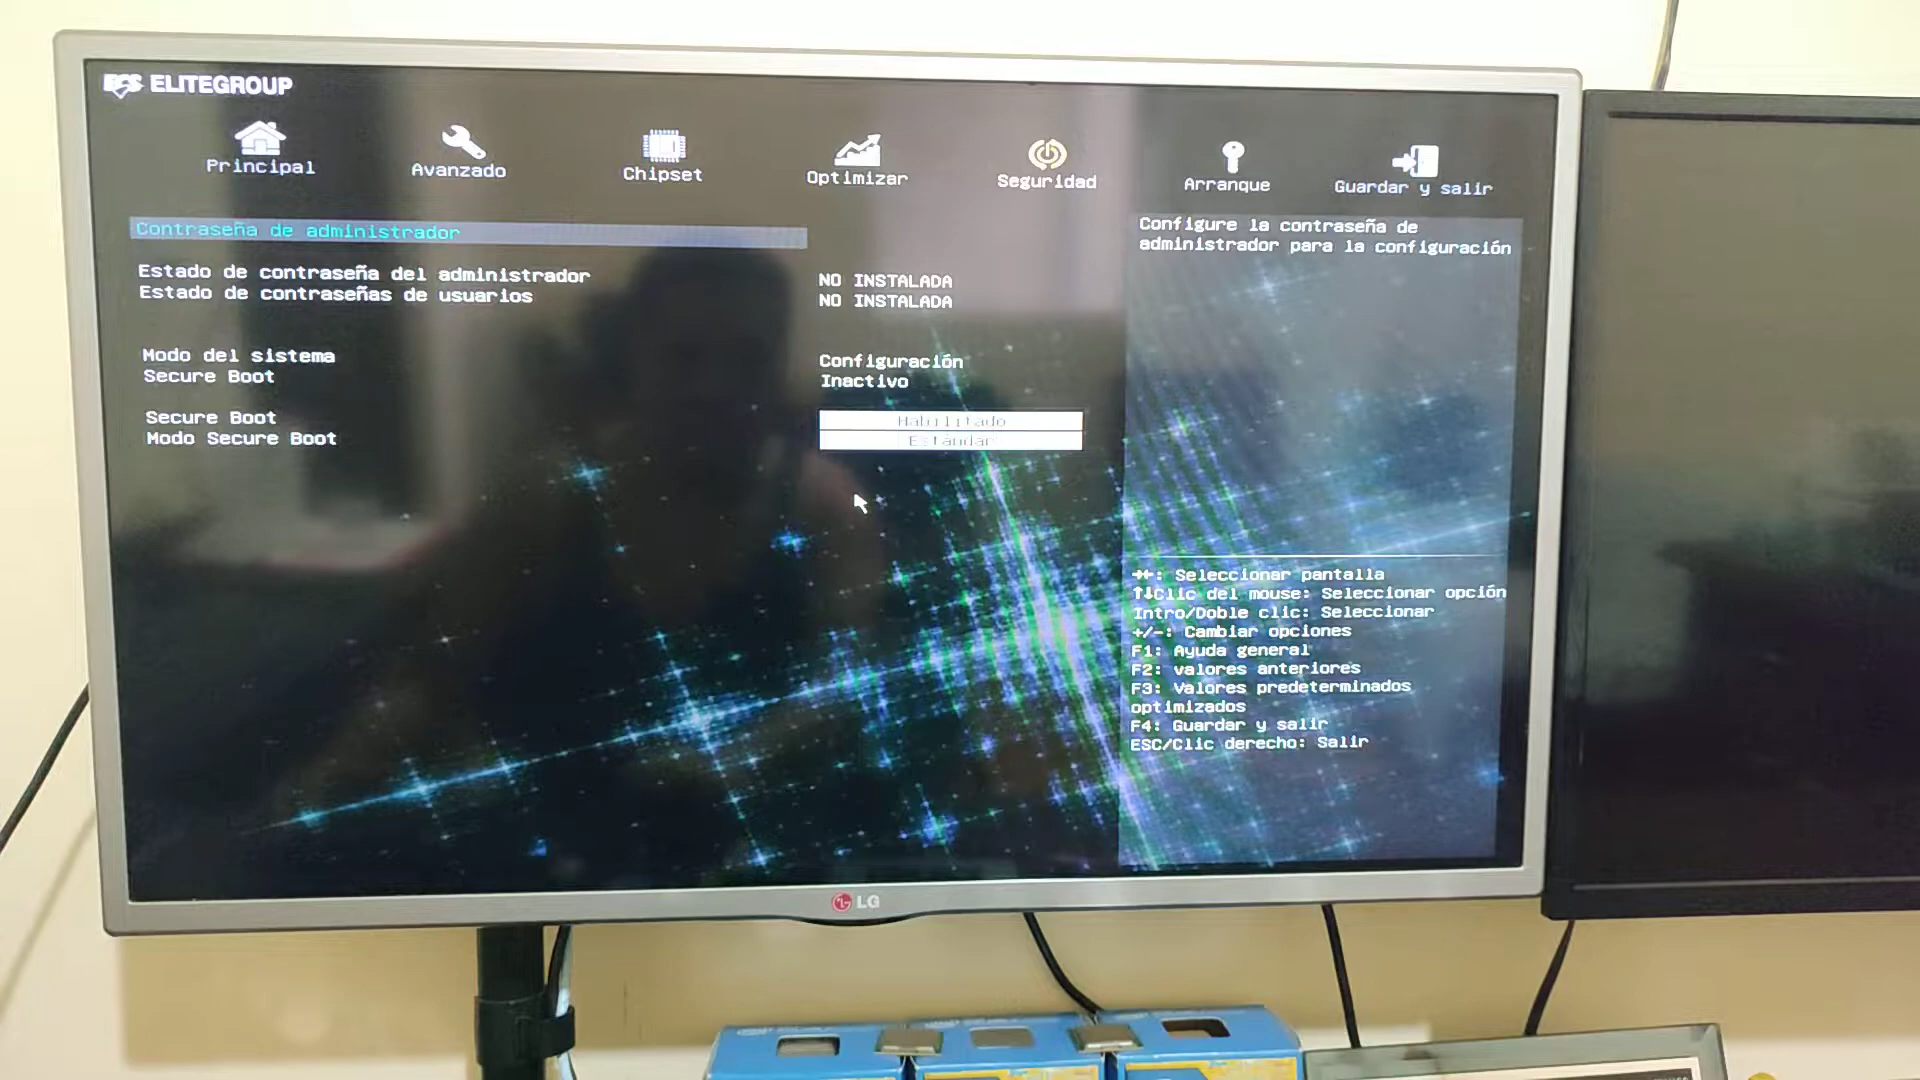 ECS ELITEGROUP
Principal
Avanzado
Chipset
Optimizar
Seguridad
Arranque
Guardar y salir
Contraseña de administrador
Estado de contraseña del administrador NO INSTALADA
Estado de contraseñas de usuarios NO INSTALADA
Modo del sistema Configuración
Secure Boot Inactivo
Secure Boot Habilitado
Modo Secure Boot Estándar
Configure la contraseña de
administrador para la configuración
→←: Seleccionar pantalla
↑↓Clic del mouse: Seleccionar opción
Intro/Doble clic: Seleccionar
+/-: Cambiar opciones
F1: Ayuda general
F2: valores anteriores
F3: Valores predeterminados
optimizados
F4: Guardar y salir
ESC/Clic derecho: Salir
LG